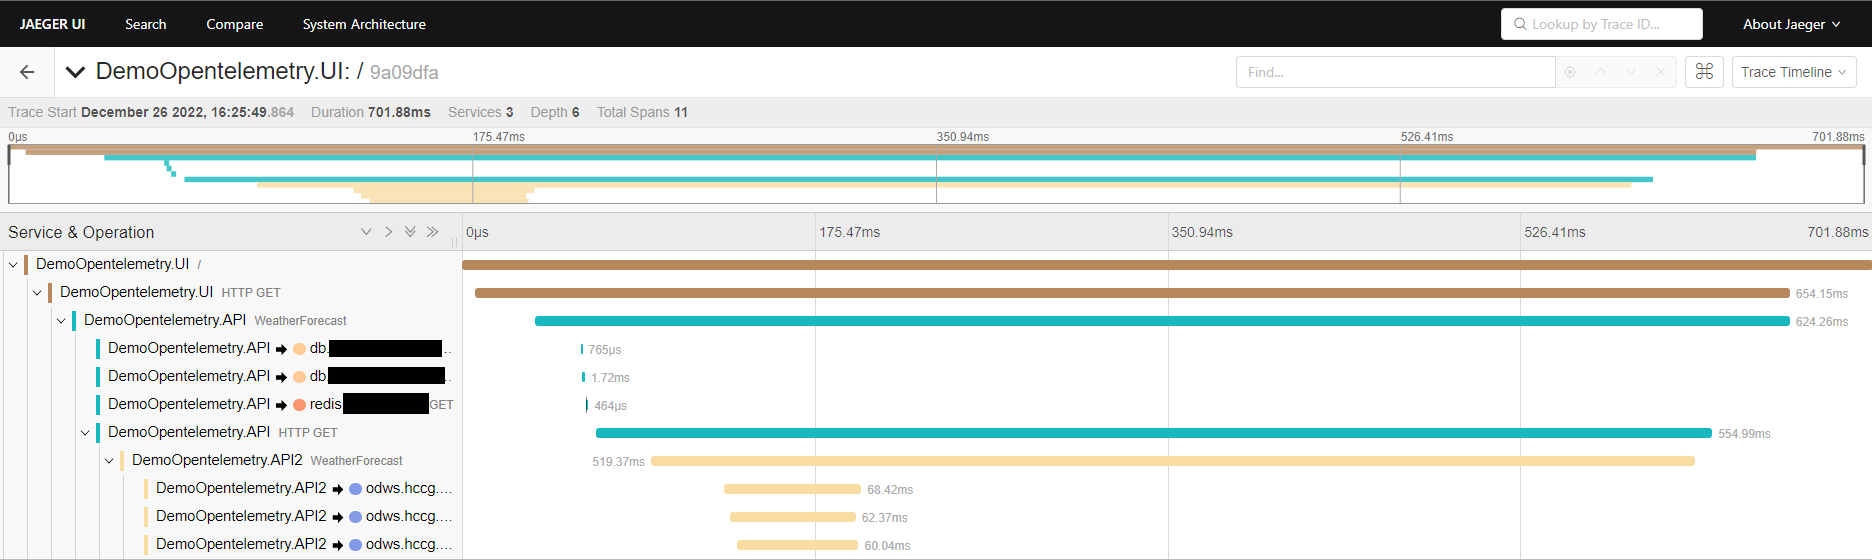 JAEGER UI Search Compare System Architecture Lookup by Trace ID... About Jaeger
DemoOpentelemetry.UI: / 9a09dfa Find... Trace Timeline
Trace Start December 26 2022, 16:25:49.864 Duration 701.88ms Services 3 Depth 6 Total Spans 11
0μs 175.47ms 350.94ms 526.41ms 701.88ms
Service & Operation 0μs 175.47ms 350.94ms 526.41ms 701.88ms
DemoOpentelemetry.UI /
DemoOpentelemetry.UI HTTP GET 654.15ms
DemoOpentelemetry.API WeatherForecast 624.26ms
DemoOpentelemetry.API db. .. 765μs
DemoOpentelemetry.API db. .. 1.72ms
DemoOpentelemetry.API redis GET 464μs
DemoOpentelemetry.API HTTP GET 554.99ms
DemoOpentelemetry.API2 WeatherForecast 519.37ms
DemoOpentelemetry.API2 odws.hccg.... 68.42ms
DemoOpentelemetry.API2 odws.hccg.... 62.37ms
DemoOpentelemetry.API2 odws.hccg.... 60.04ms